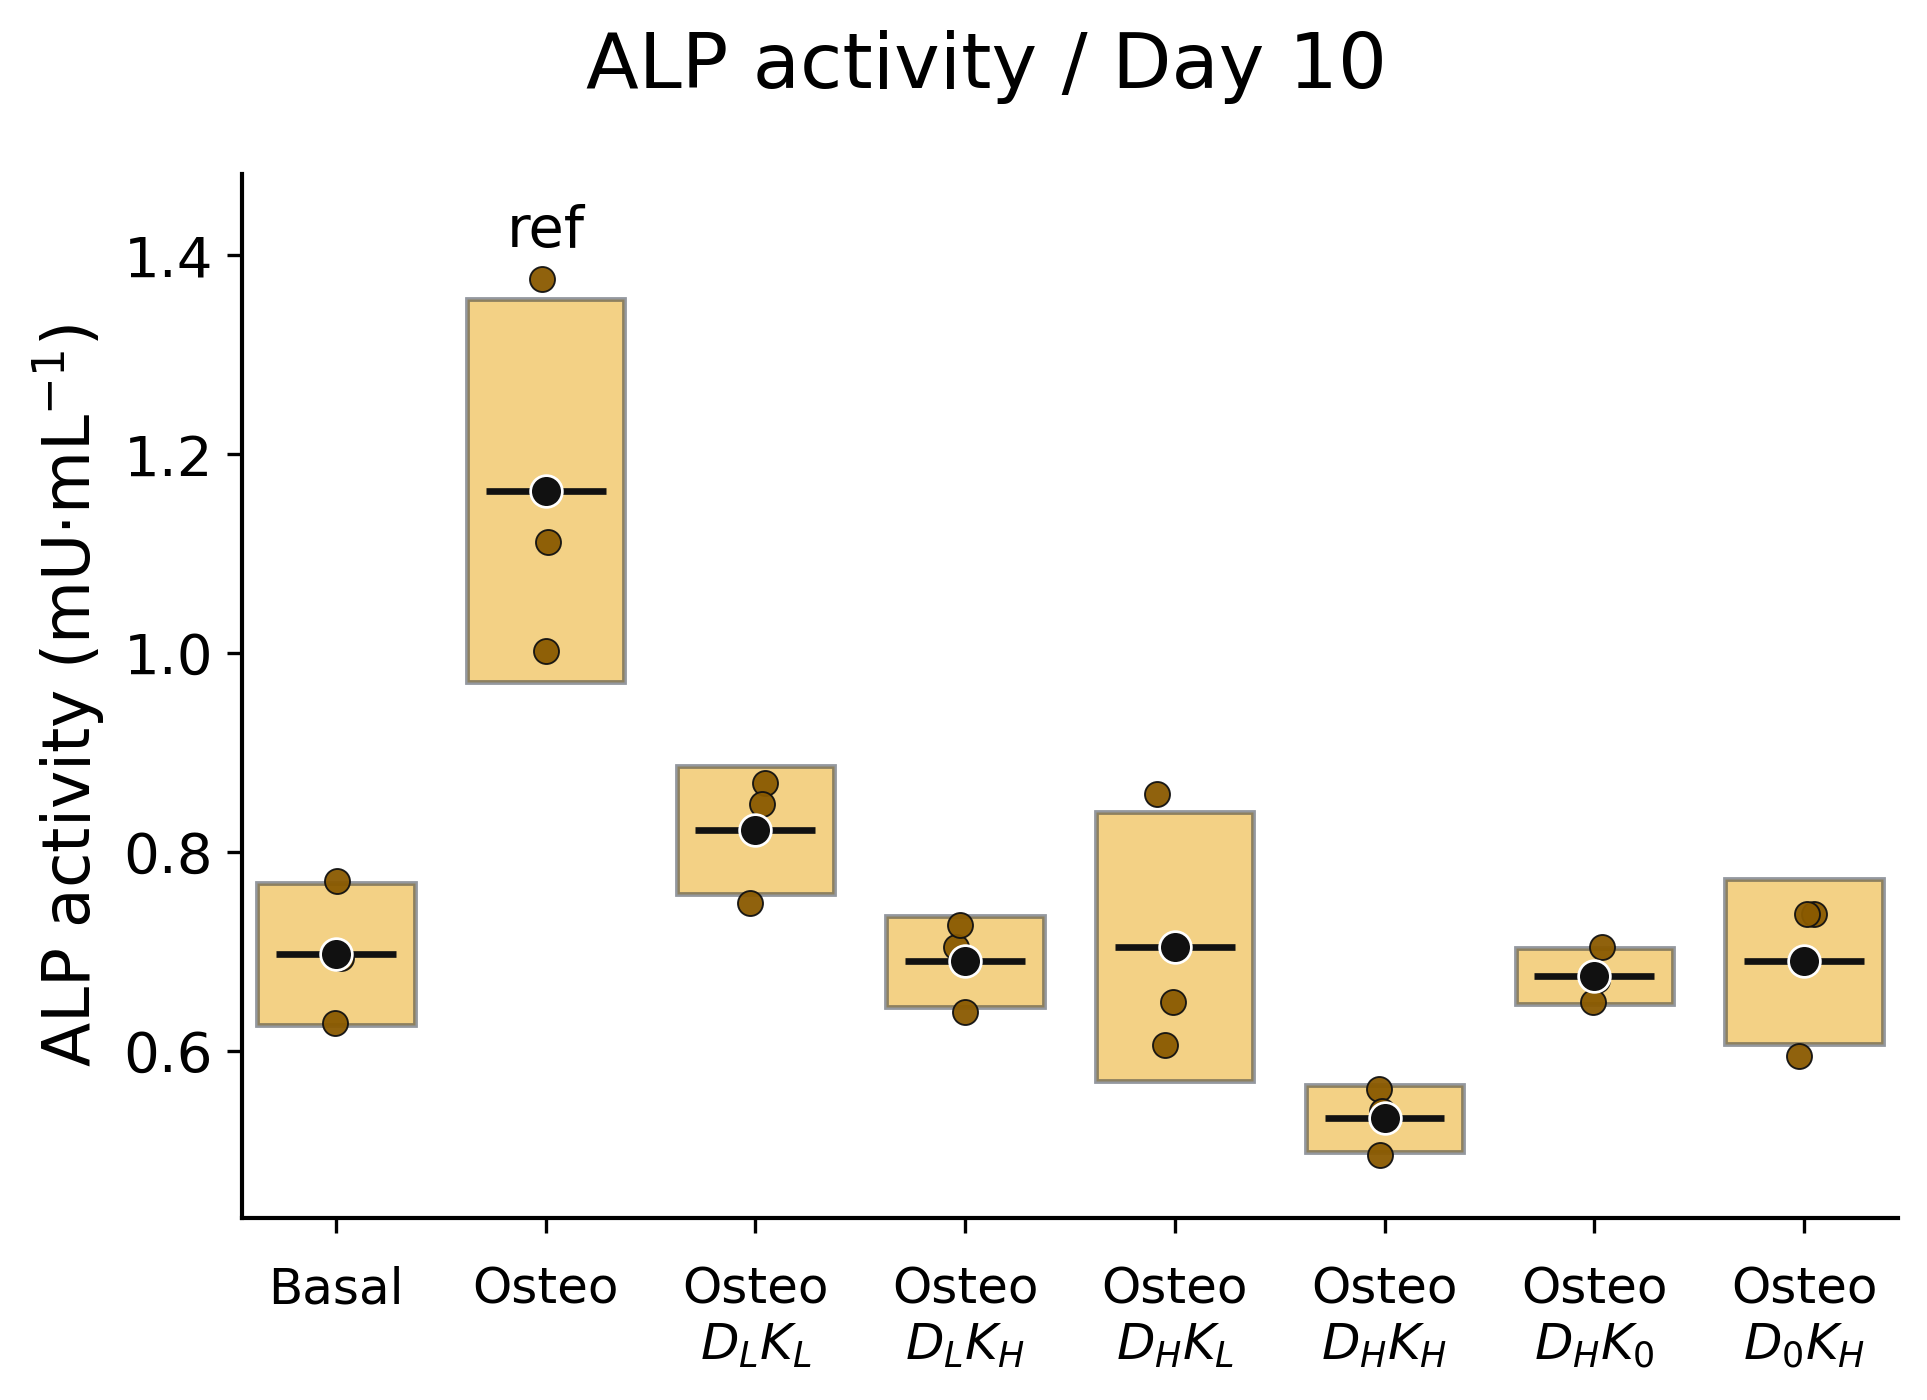 ALP activity / Day 10
ref
ALP activity (mU·mL⁻¹)
1.4
1.2
1.0
0.8
0.6
Basal Osteo Osteo Osteo Osteo Osteo Osteo Osteo
D_LK_L D_LK_H D_HK_L D_HK_H D_HK_0 D_0K_H